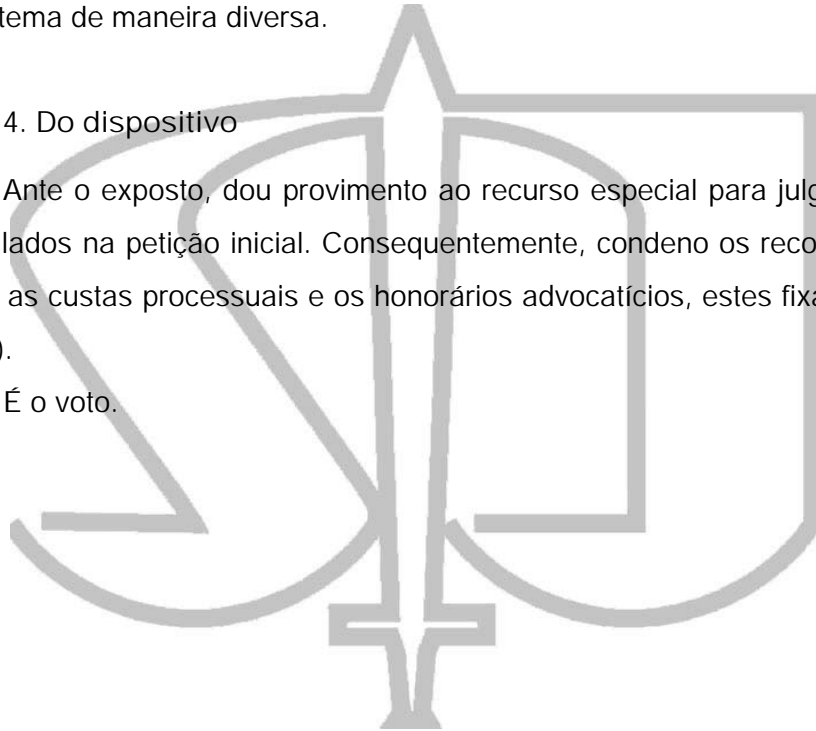 tema de maneira diversa.
4. Do dispositivo
Ante o exposto, dou provimento ao recurso especial para julg
lados na petição inicial. Consequentemente, condeno os reco
as custas processuais e os honorários advocatícios, estes fixa
).
É o voto.